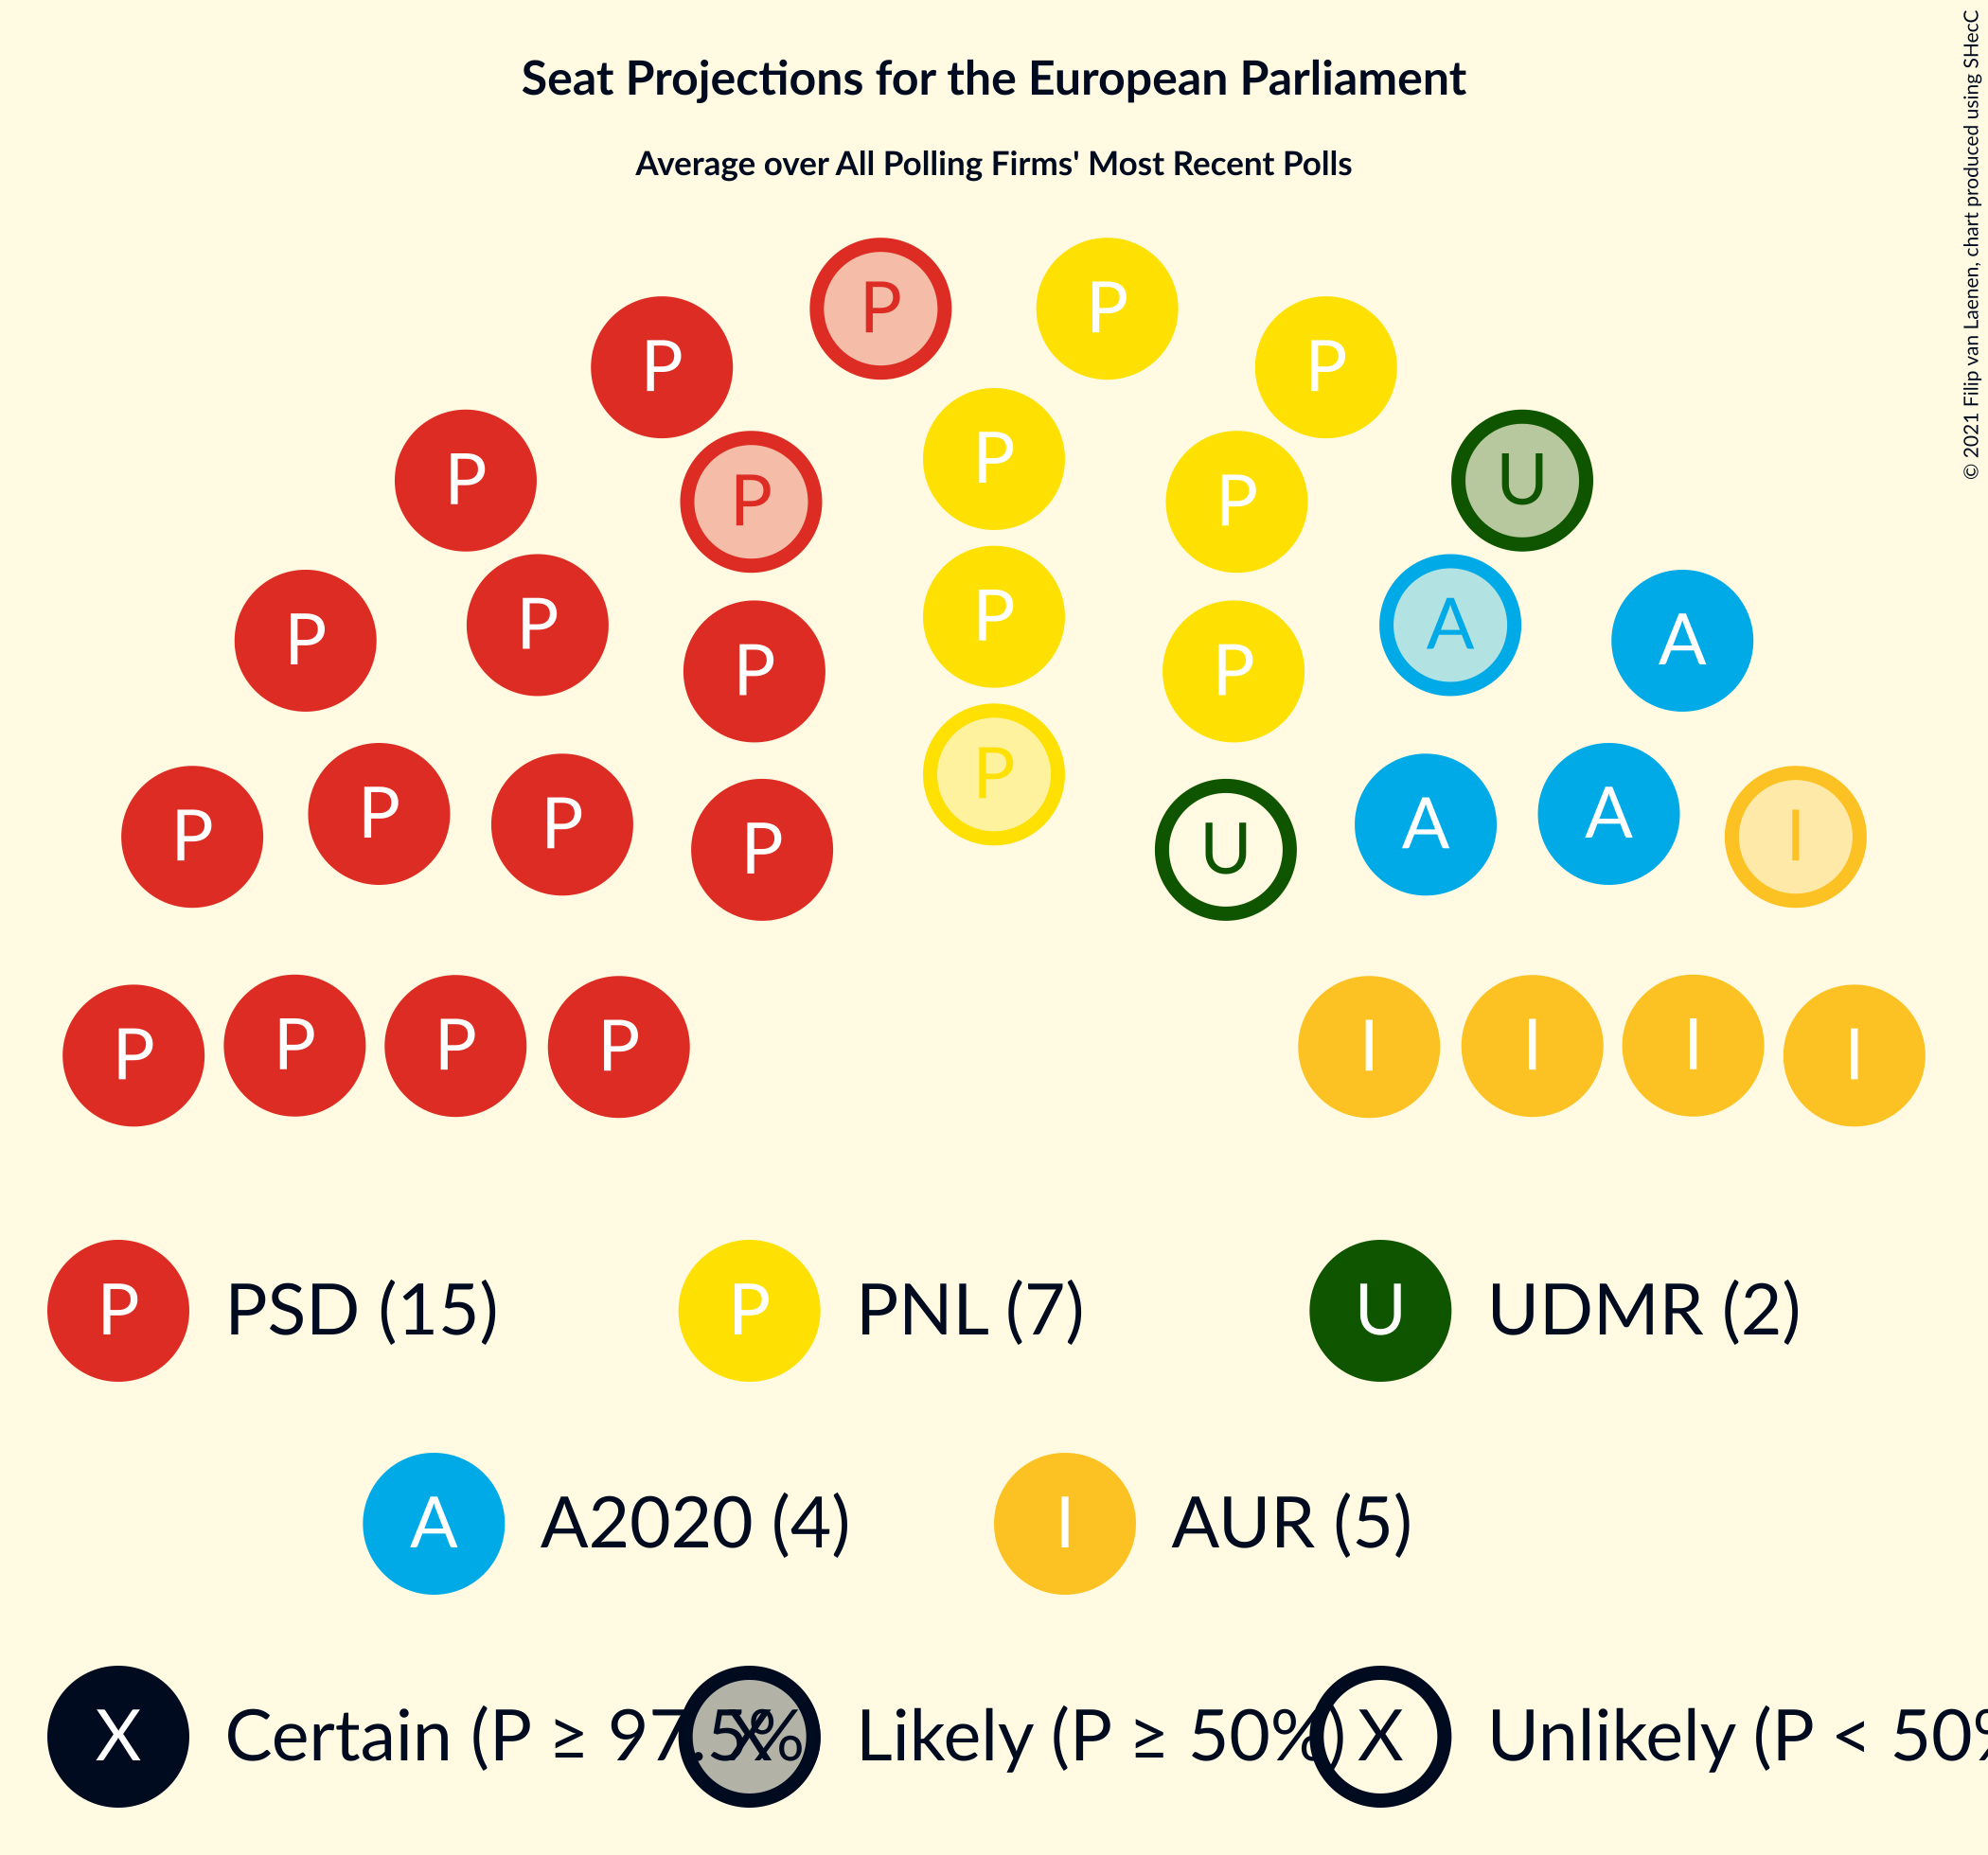 Seat Projections for the European Parliament
Average over All Polling Firms' Most Recent Polls
© 2021 Filip van Laenen, chart produced using SHecC
P P
P P
P P P U
P P P A A
P P P
P
P P P P U A A I
P P P P I I I I
P PSD (15) P PNL (7) U UDMR (2)
A A2020 (4) I AUR (5)
X Certain (P ≥ 97.5% X Likely (P ≥ 50%) X Unlikely (P < 50%